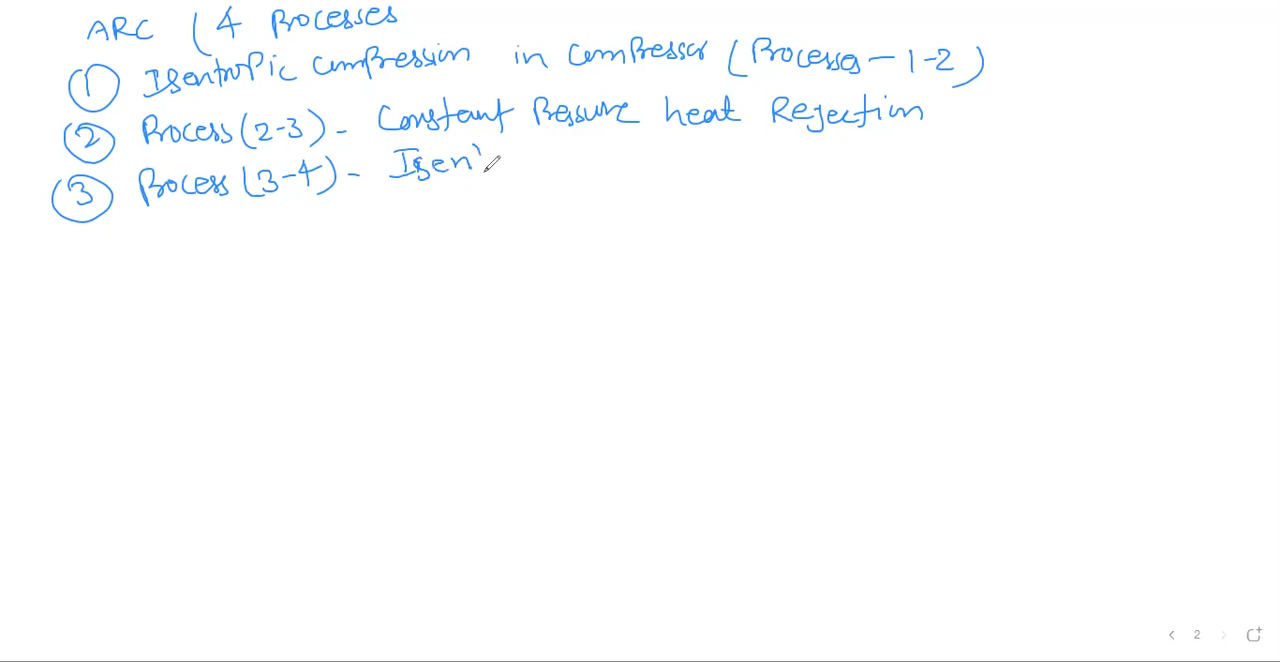 ARC ( 4 Processes
① Isentropic compression in compressor (Processes - 1-2)
② Process (2-3) - Constant Pressure heat Rejection
③ Process (3-4) - Isen
2